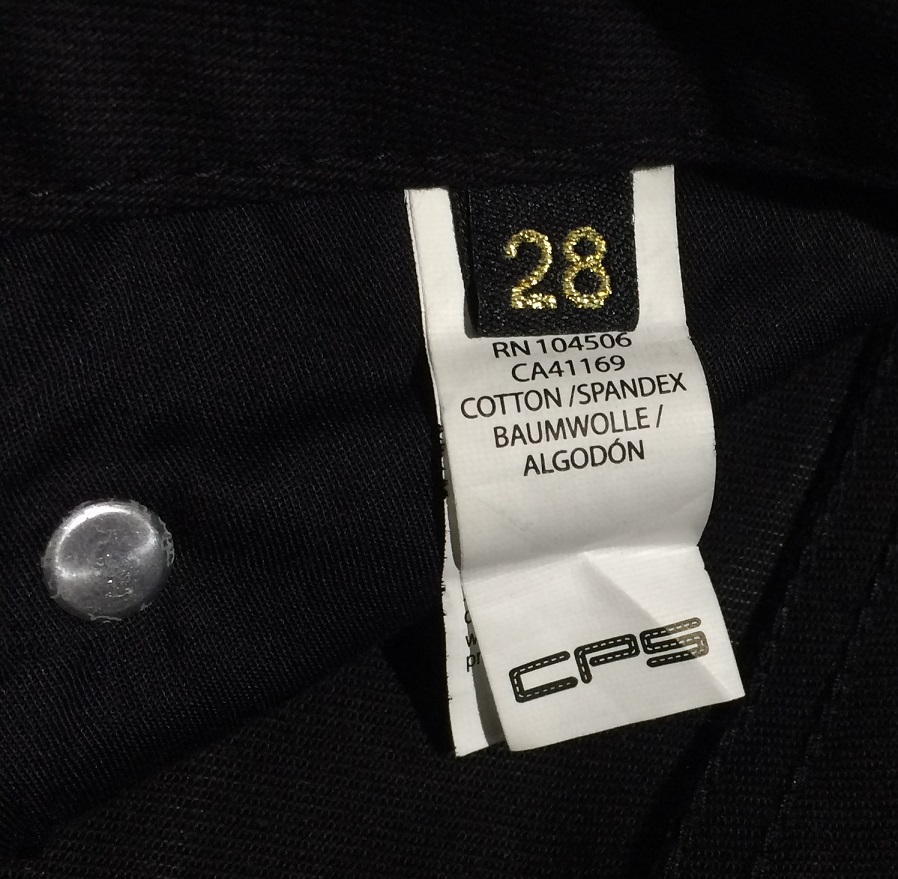 28
RN 104506
CA41169
COTTON /SPANDEX
BAUMWOLLE /
ALGODÓN
CPS